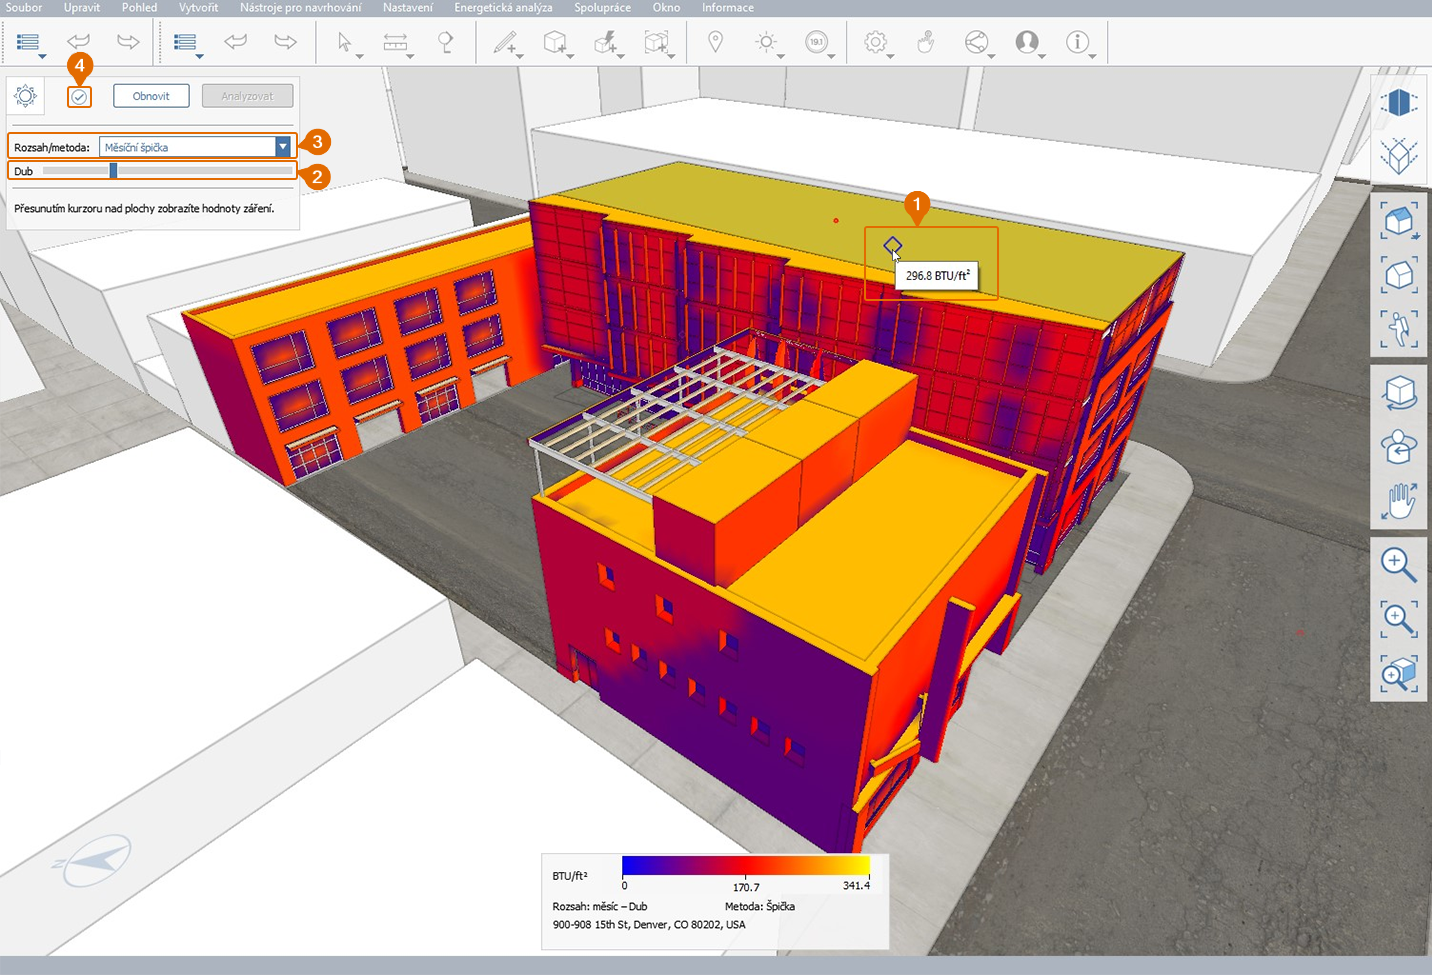 Soubor Upravit Pohled Vytvořit Nástroje pro navrhování Nastavení Energetická analýza Spolupráce Okno Informace
191
4
Obnovit Analyzovat
Rozsah/metoda: Měsíční špička 3
Dub 2
Přesunutím kurzoru nad plochy zobrazíte hodnoty záření.
1
296.8 BTU/ft²
N
BTU/ft²
0 170.7 341.4
Rozsah: měsíc – Dub Metoda: Špička
900-908 15th St, Denver, CO 80202, USA